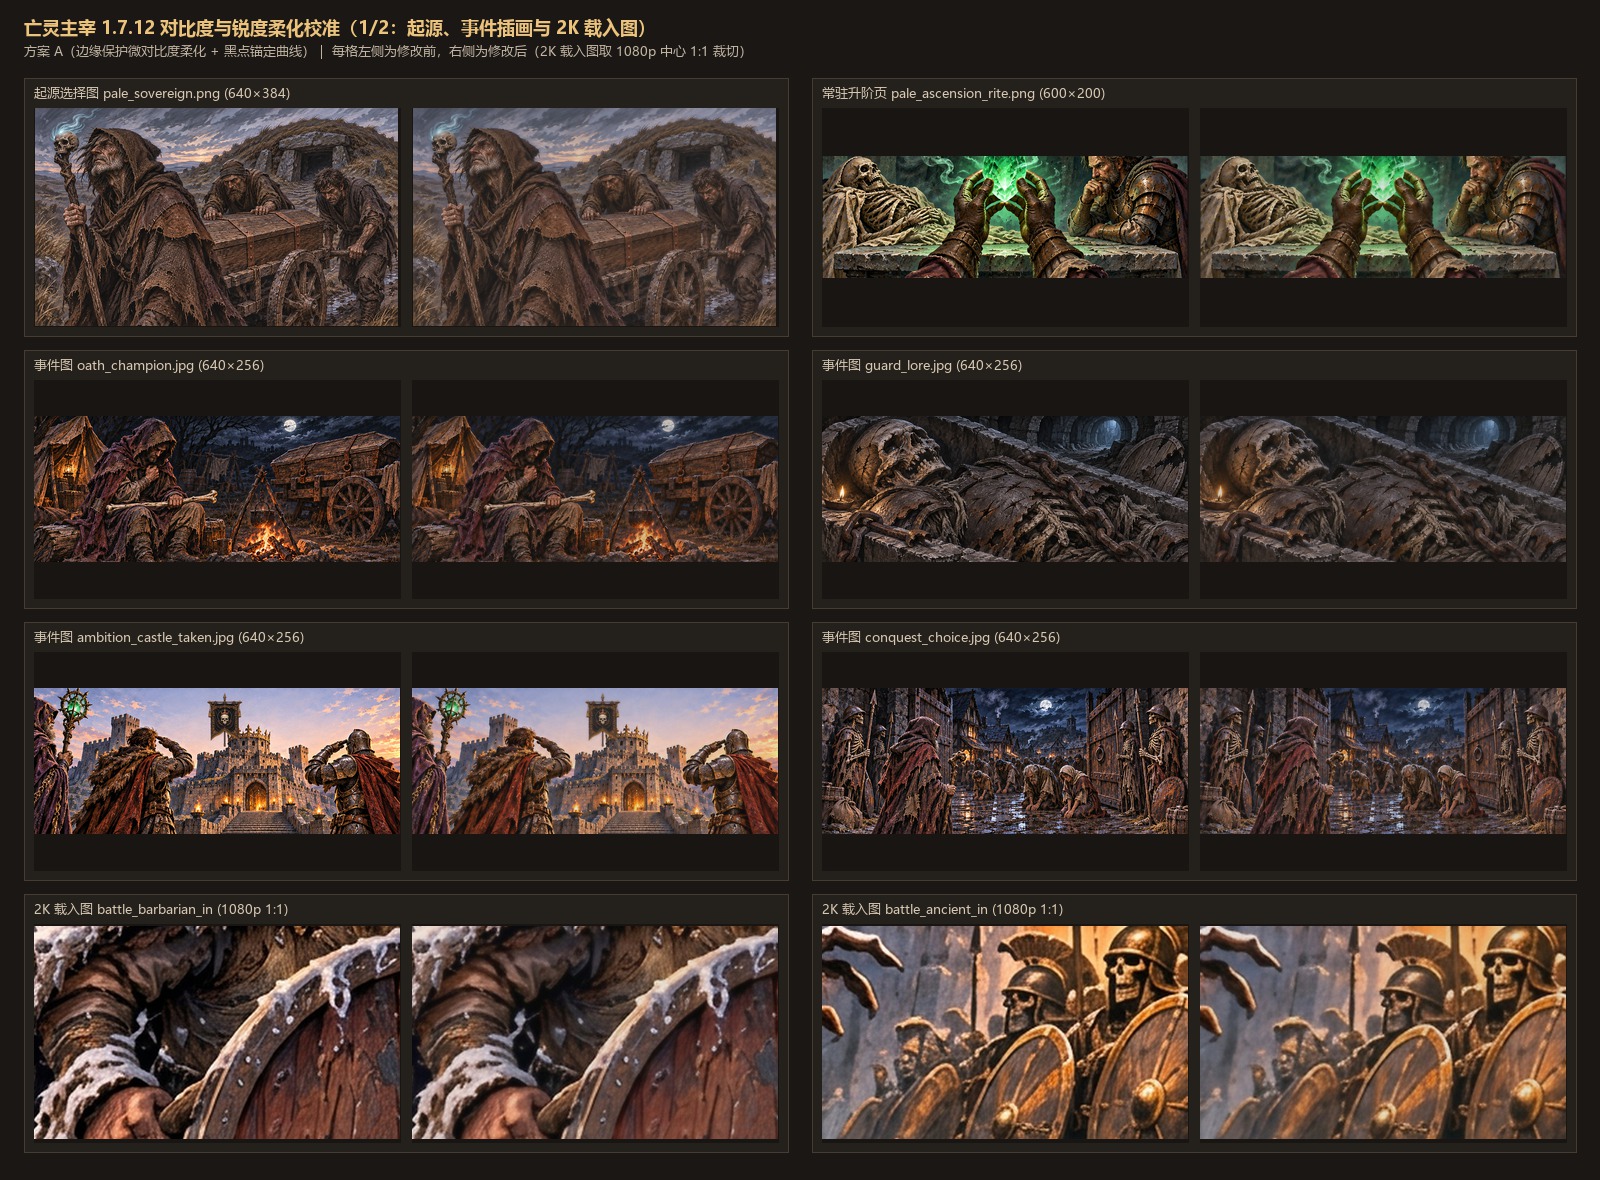 亡灵主宰 1.7.12 对比度与锐度柔化校准（1/2：起源、事件插画与 2K 载入图）
方案 A（边缘保护微对比度柔化 + 黑点锚定曲线）｜ 每格左侧为修改前，右侧为修改后（2K 载入图取 1080p 中心 1:1 裁切）
起源选择图 pale_sovereign.png (640×384)
常驻升阶页 pale_ascension_rite.png (600×200)
事件图 oath_champion.jpg (640×256)
事件图 guard_lore.jpg (640×256)
事件图 ambition_castle_taken.jpg (640×256)
事件图 conquest_choice.jpg (640×256)
2K 载入图 battle_barbarian_in (1080p 1:1)
2K 载入图 battle_ancient_in (1080p 1:1)